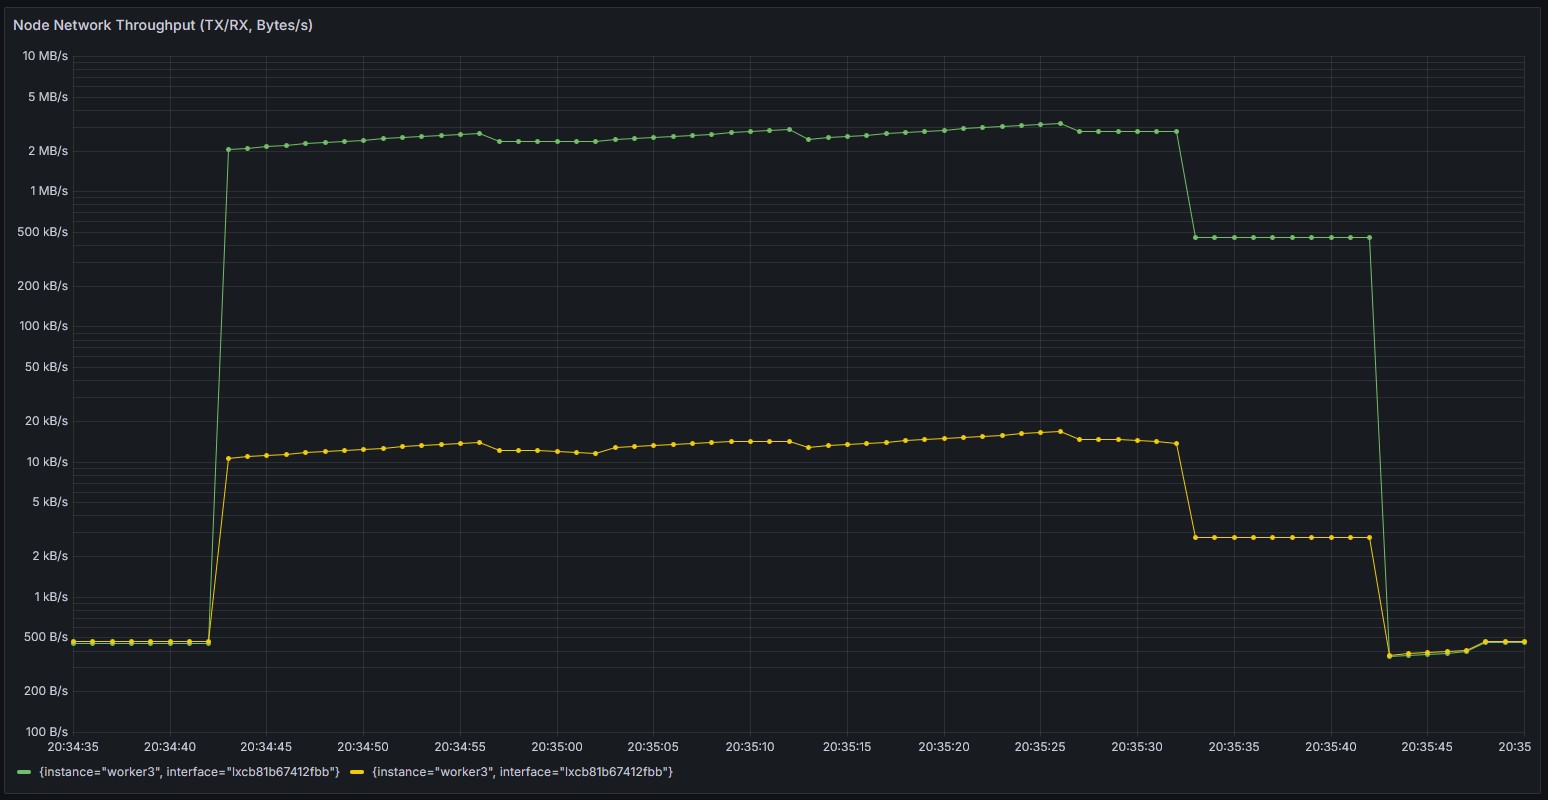 Node Network Throughput (TX/RX, Bytes/s)
10 MB/s
5 MB/s
2 MB/s
1 MB/s
500 kB/s
200 kB/s
100 kB/s
50 kB/s
20 kB/s
10 kB/s
5 kB/s
2 kB/s
1 kB/s
500 B/s
200 B/s
100 B/s
20:34:35 20:34:40 20:34:45 20:34:50 20:34:55 20:35:00 20:35:05 20:35:10 20:35:15 20:35:20 20:35:25 20:35:30 20:35:35 20:35:40 20:35:45 20:35
{instance="worker3", interface="lxcb81b67412fbb"} {instance="worker3", interface="lxcb81b67412fbb"}